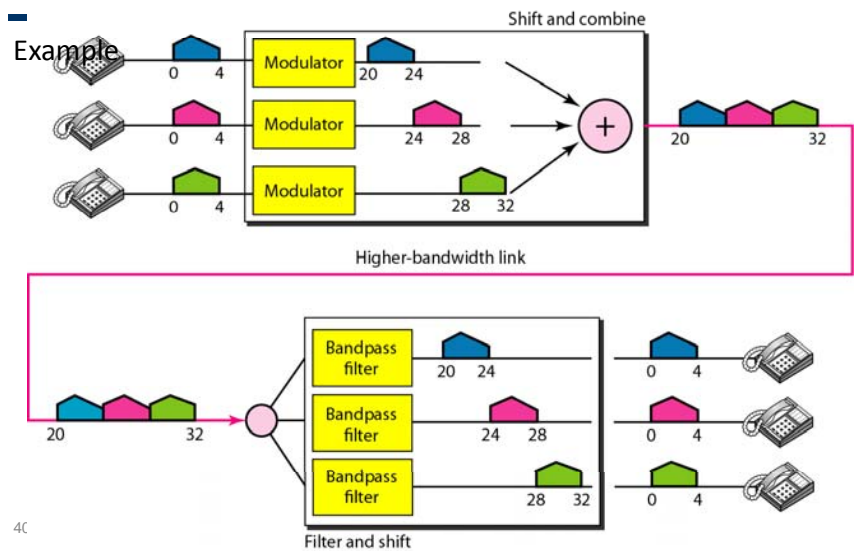 Shift and combine
Example
Modulator
0 4
20 24
Modulator
0 4
24 28
+
20 32
Modulator
0 4
28 32
Higher-bandwidth link
Bandpass
filter
20 24
0 4
Bandpass
filter
20 32
24 28
0 4
Bandpass
filter
28 32
0 4
Filter and shift